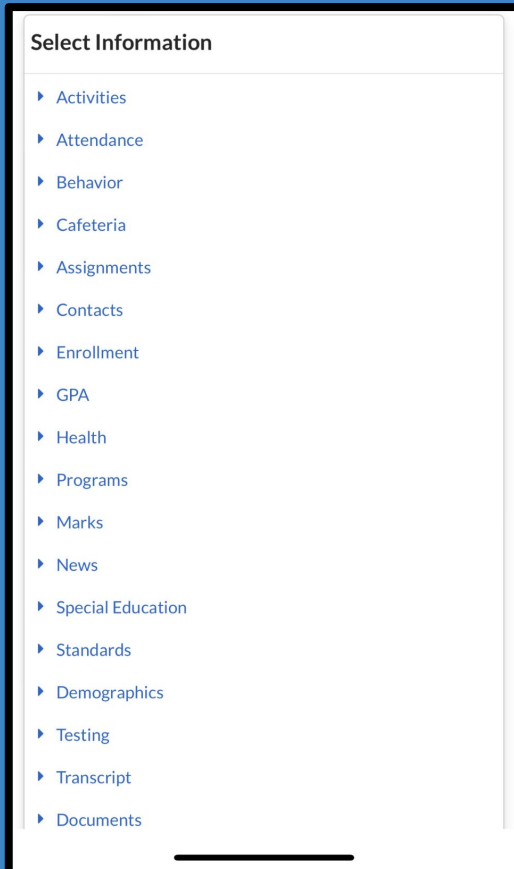 Select Information
Activities
Attendance
Behavior
Cafeteria
Assignments
Contacts
Enrollment
GPA
Health
Programs
Marks
News
Special Education
Standards
Demographics
Testing
Transcript
Documents